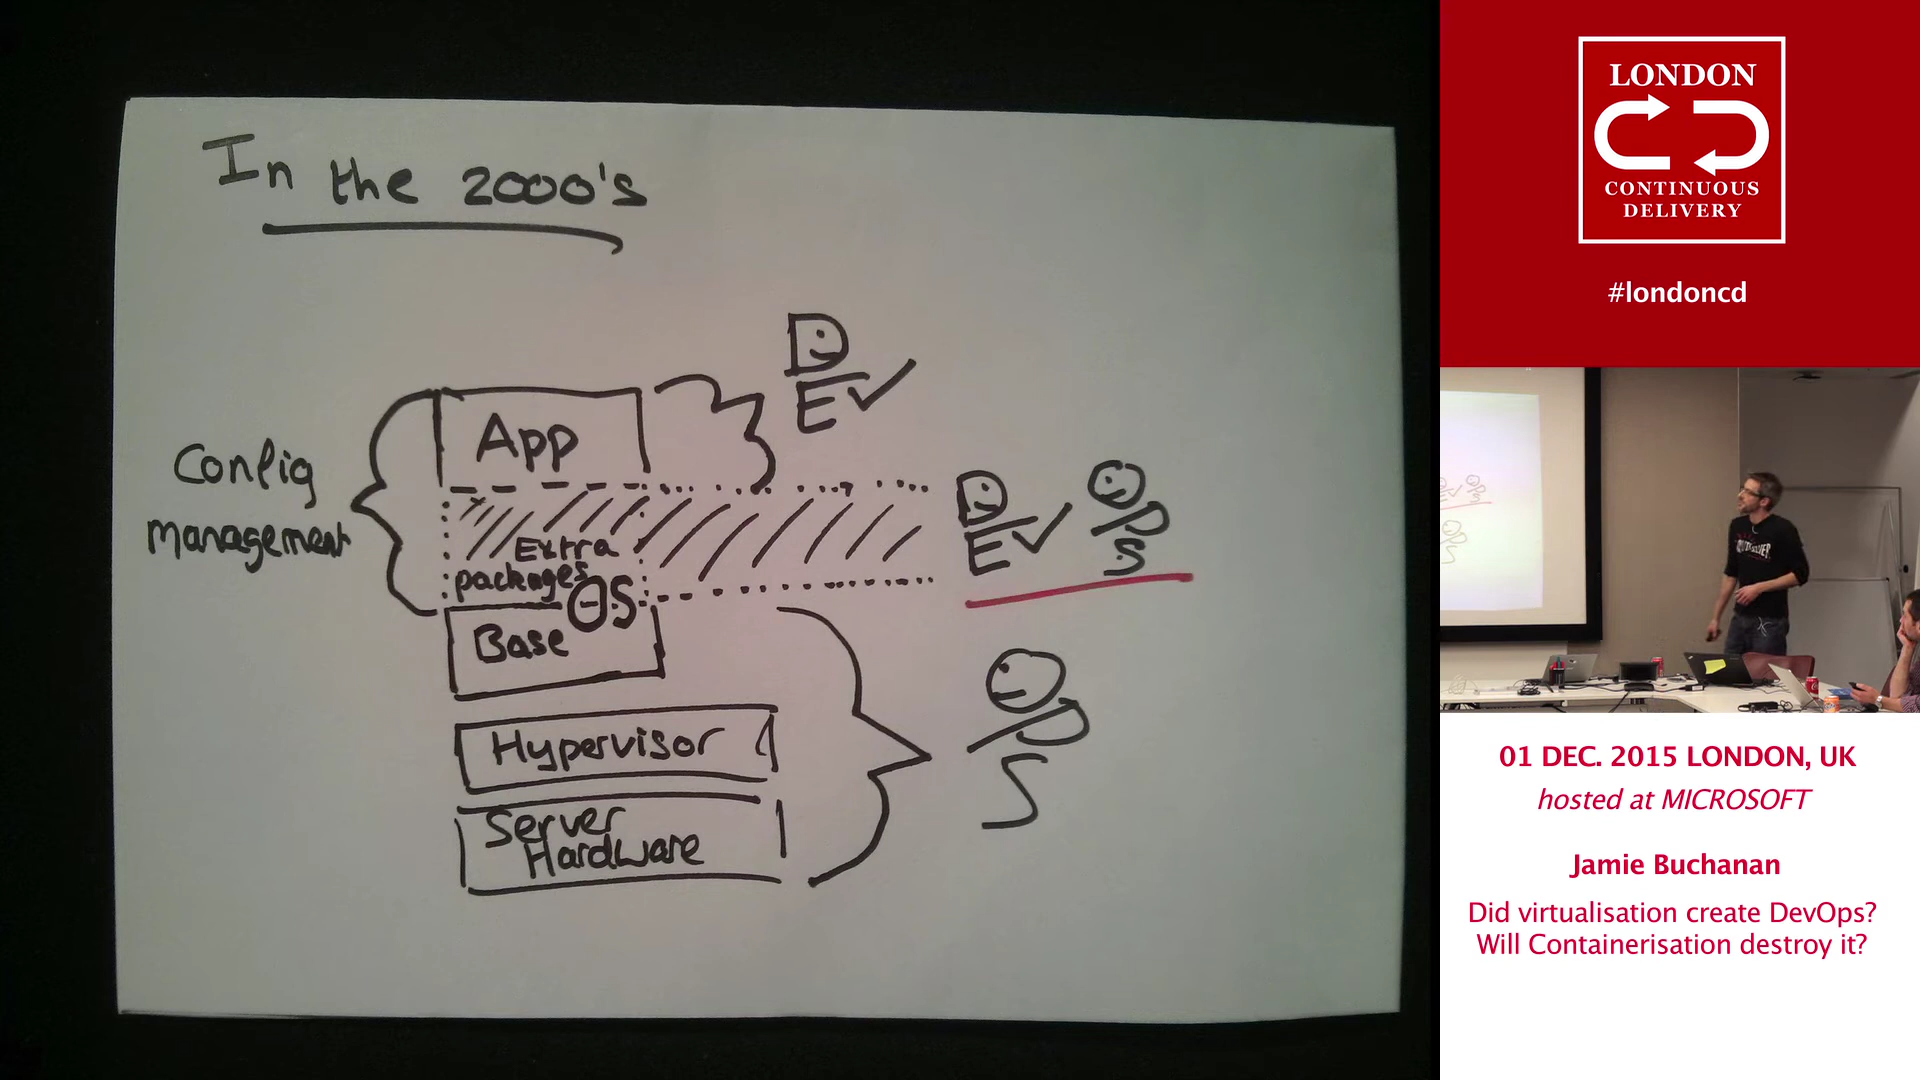 In the 2000's
DEV
App
Config
management
Extra
packages
OS
DEV OPS
Base
Hypervisor
OPS
Server
Hardware
LONDON
CONTINUOUS
DELIVERY
#londoncd
01 DEC. 2015 LONDON, UK
hosted at MICROSOFT
Jamie Buchanan
Did virtualisation create DevOps?
Will Containerisation destroy it?